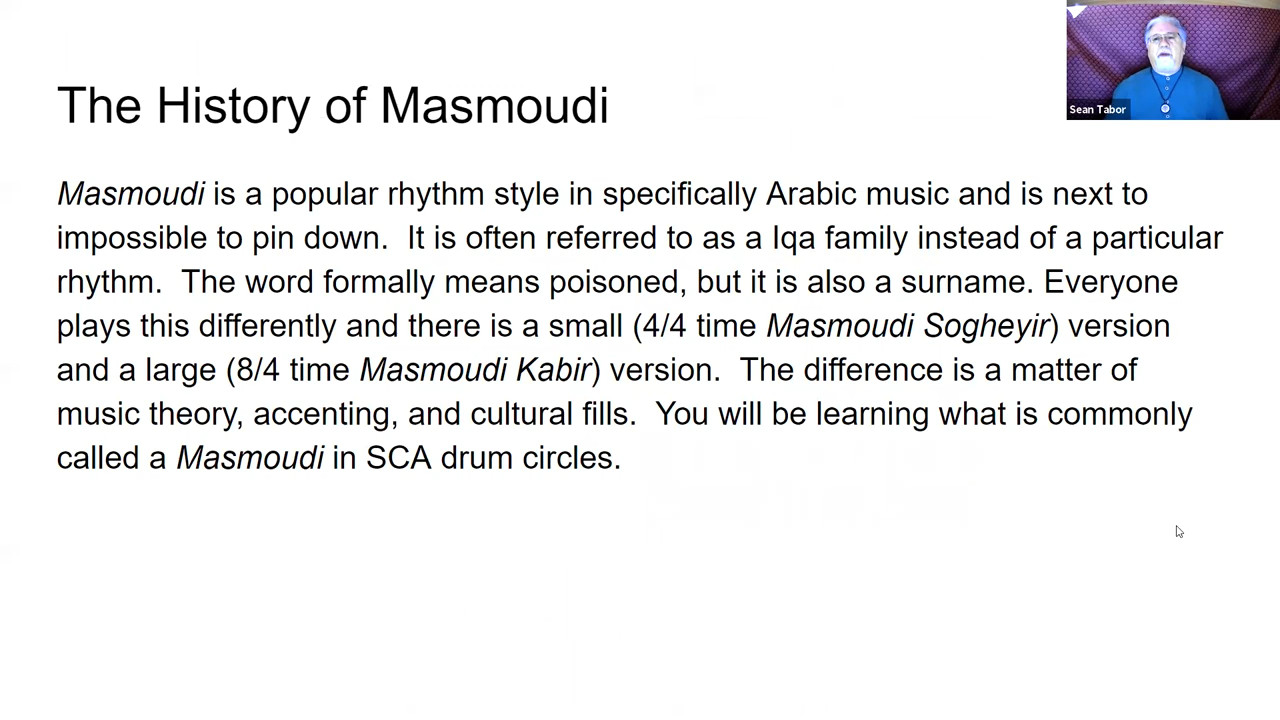 The History of Masmoudi
Masmoudi is a popular rhythm style in specifically Arabic music and is next to
impossible to pin down.  It is often referred to as a Iqa family instead of a particular
rhythm.  The word formally means poisoned, but it is also a surname. Everyone
plays this differently and there is a small (4/4 time Masmoudi Sogheyir) version
and a large (8/4 time Masmoudi Kabir) version.  The difference is a matter of
music theory, accenting, and cultural fills.  You will be learning what is commonly
called a Masmoudi in SCA drum circles.
Sean Tabor